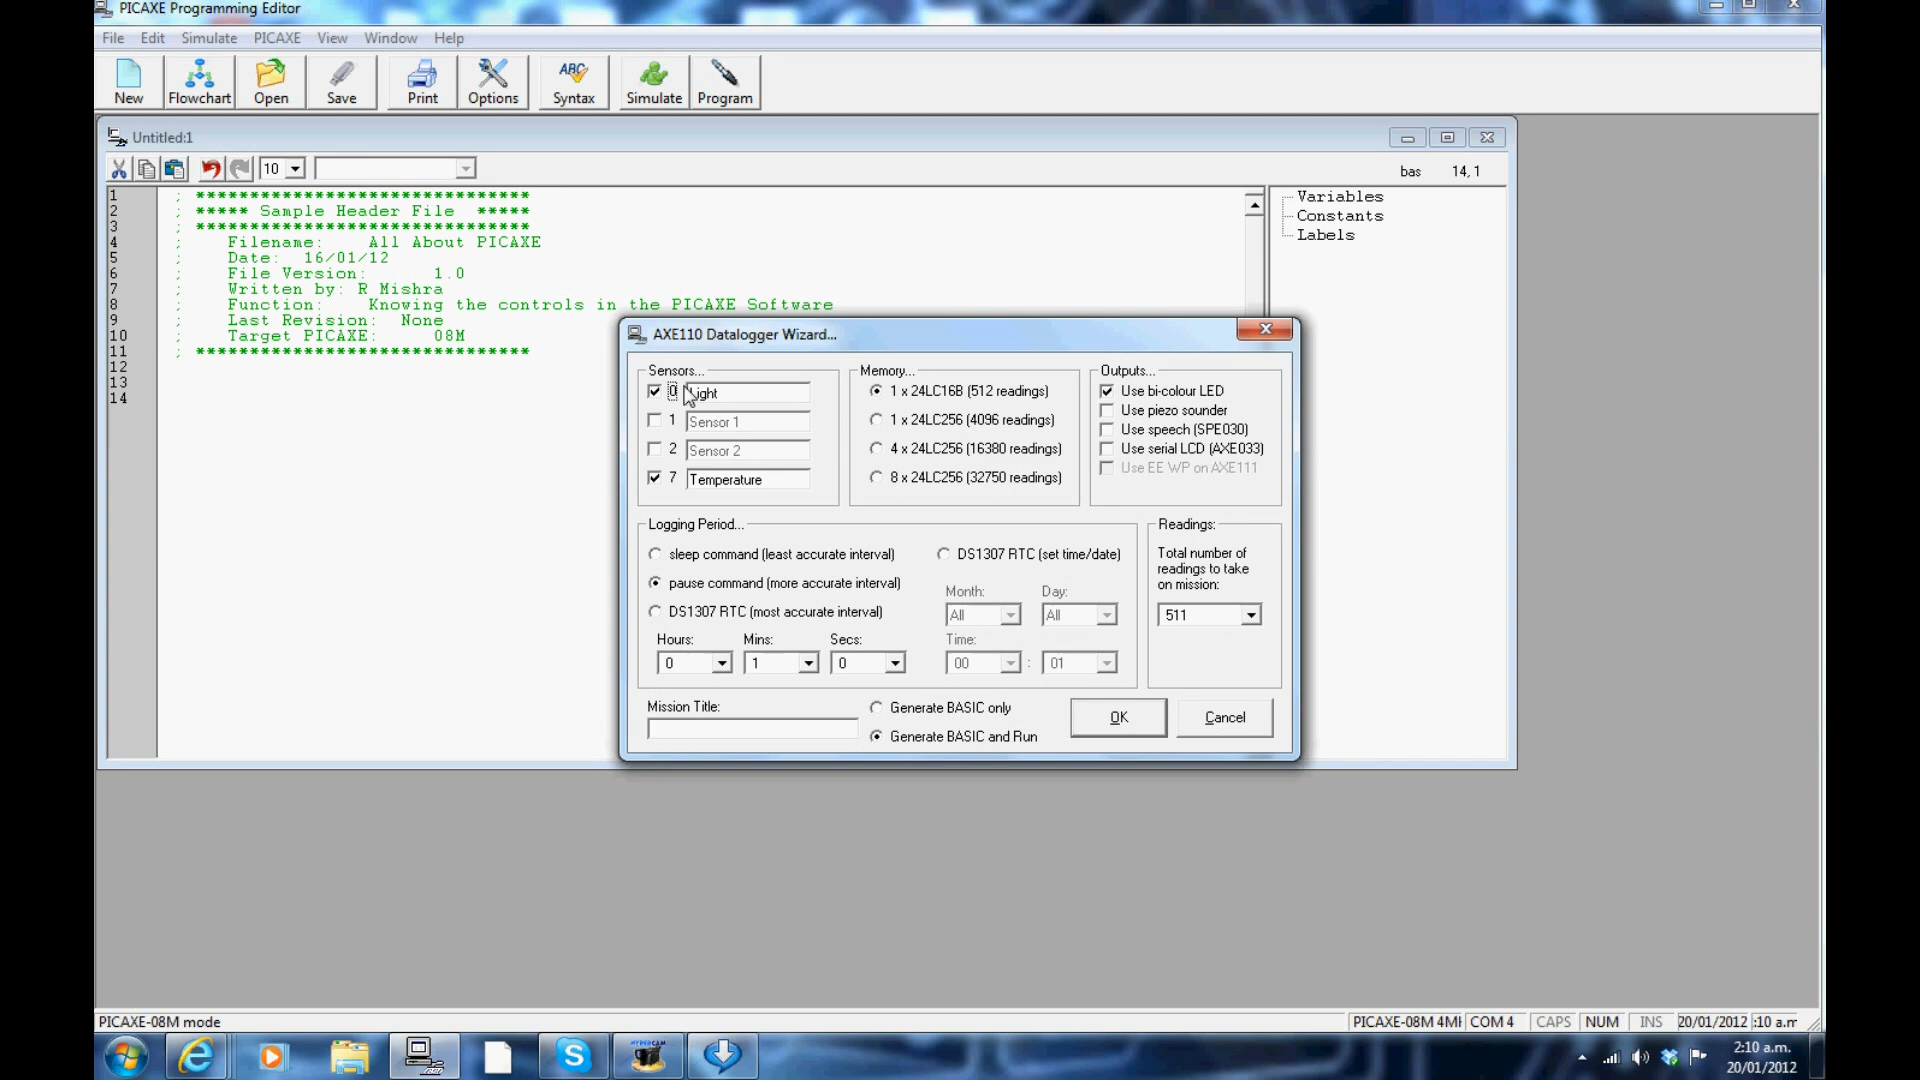 PICAXE Programming Editor
File Edit Simulate PICAXE View Window Help
New Flowchart Open Save Print Options ABC Syntax Simulate Program
Untitled:1
10 bas 14,1
1 ; *******************************
2 ; ***** Sample Header File *****
3 ; *******************************
4 ; Filename: All About PICAXE
5 ; Date: 16/01/12
6 ; File Version: 1.0
7 ; Written by: R Mishra
8 ; Function: Knowing the controls in the PICAXE Software
9 ; Last Revision: None
10 ; Target PICAXE: 08M
11 ; *******************************
12
13
14
Variables
Constants
Labels
AXE110 Datalogger Wizard...
Sensors...
0 Light
1 Sensor 1
2 Sensor 2
7 Temperature
Memory...
1 x 24LC16B (512 readings)
1 x 24LC256 (4096 readings)
4 x 24LC256 (16380 readings)
8 x 24LC256 (32750 readings)
Outputs...
Use bi-colour LED
Use piezo sounder
Use speech (SPE030)
Use serial LCD (AXE033)
Use EE WP on AXE111
Logging Period...
sleep command (least accurate interval)
pause command (more accurate interval)
DS1307 RTC (most accurate interval)
Hours: Mins: Secs:
0 1 0
DS1307 RTC (set time/date)
Month: Day:
All All
Time:
00 : 01
Readings:
Total number of
readings to take
on mission:
511
Mission Title:
Generate BASIC only
Generate BASIC and Run
OK Cancel
PICAXE-08M mode
PICAXE-08M 4MH COM 4 CAPS NUM INS 20/01/2012 :10 a.m
HYPERCAM
2:10 a.m.
20/01/2012